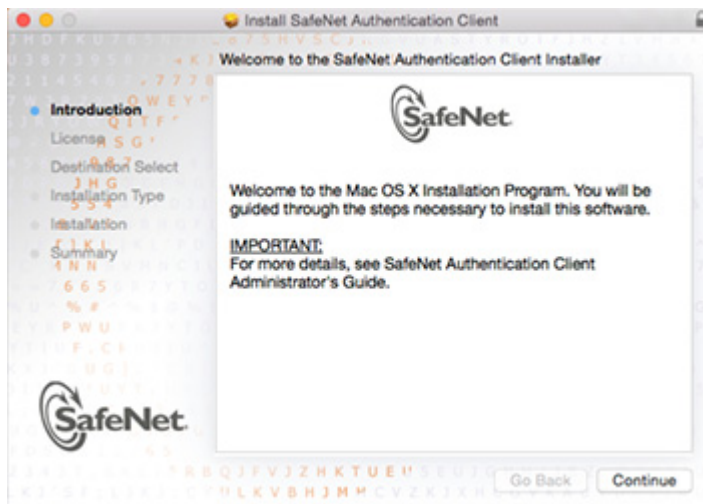 Install SafeNet Authentication Client
Welcome to the SafeNet Authentication Client Installer
Introduction
License
Destination Select
Installation Type
Installation
Summary
SafeNet.
Welcome to the Mac OS X Installation Program. You will be
guided through the steps necessary to install this software.
IMPORTANT:
For more details, see SafeNet Authentication Client
Administrator's Guide.
SafeNet.
Go Back
Continue